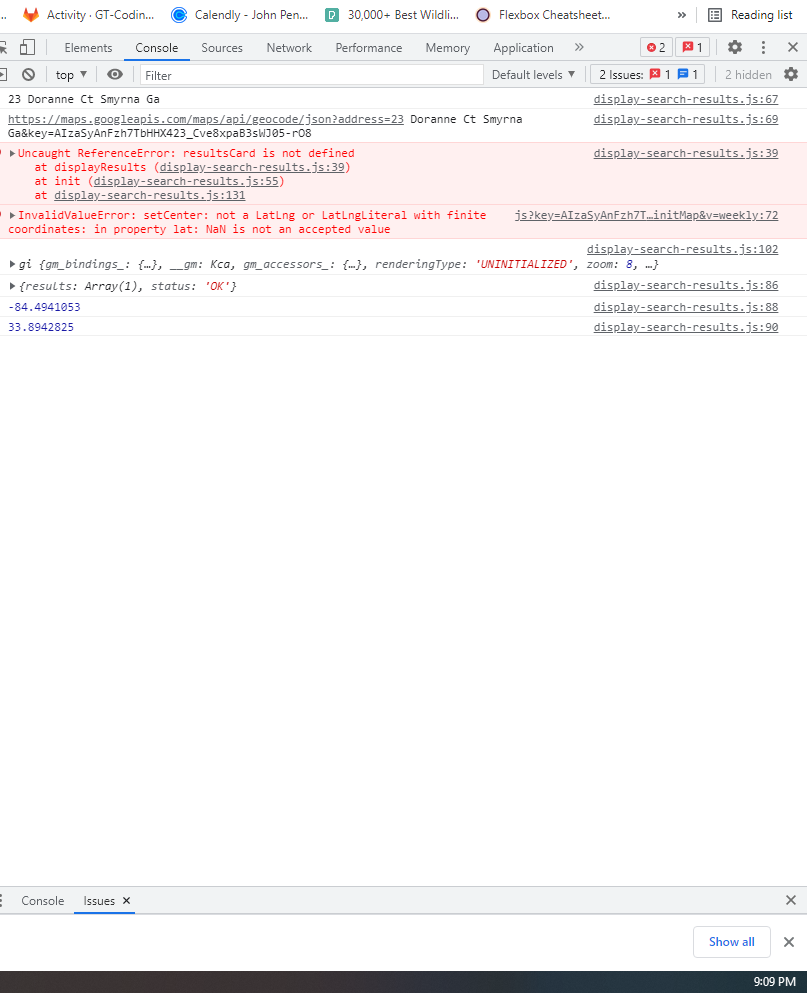 Activity · GT-Codin... Calendly - John Pen... 30,000+ Best Wildli... Flexbox Cheatsheet... » Reading list
Elements Console Sources Network Performance Memory Application » 2 1
top ▼ Filter Default levels ▼ 2 Issues: 1 1 2 hidden
23 Doranne Ct Smyrna Ga display-search-results.js:67
https://maps.googleapis.com/maps/api/geocode/json?address=23 Doranne Ct Smyrna display-search-results.js:69
Ga&key=AIzaSyAnFzh7TbHHX423_Cve8xpaB3sWJ05-rO8
Uncaught ReferenceError: resultsCard is not defined display-search-results.js:39
at displayResults (display-search-results.js:39)
at init (display-search-results.js:55)
at display-search-results.js:131
InvalidValueError: setCenter: not a LatLng or LatLngLiteral with finite js?key=AIzaSyAnFzh7T…initMap&v=weekly:72
coordinates: in property lat: NaN is not an accepted value
display-search-results.js:102
gi {gm_bindings_: {…}, __gm: Kca, gm_accessors_: {…}, renderingType: 'UNINITIALIZED', zoom: 8, …}
{results: Array(1), status: 'OK'} display-search-results.js:86
-84.4941053 display-search-results.js:88
33.8942825 display-search-results.js:90
Console Issues
Show all
9:09 PM